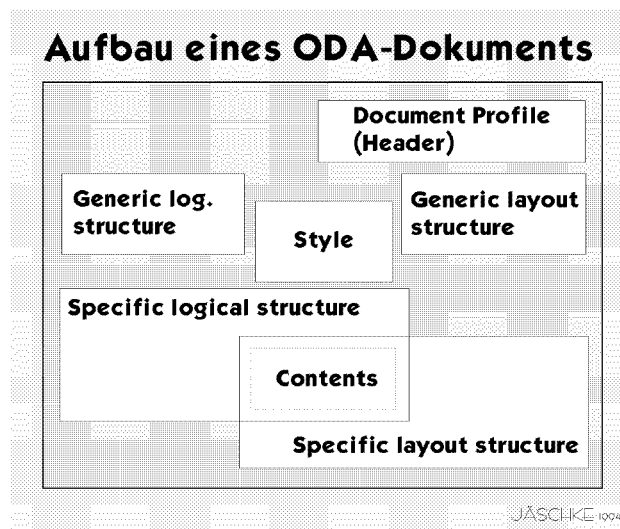 Aufbau eines ODA-Dokuments
Document Profile
(Header)
Generic log.
structure
Generic layout
structure
Style
Specific logical structure
Contents
Specific layout structure
JÄSCHKE 1994